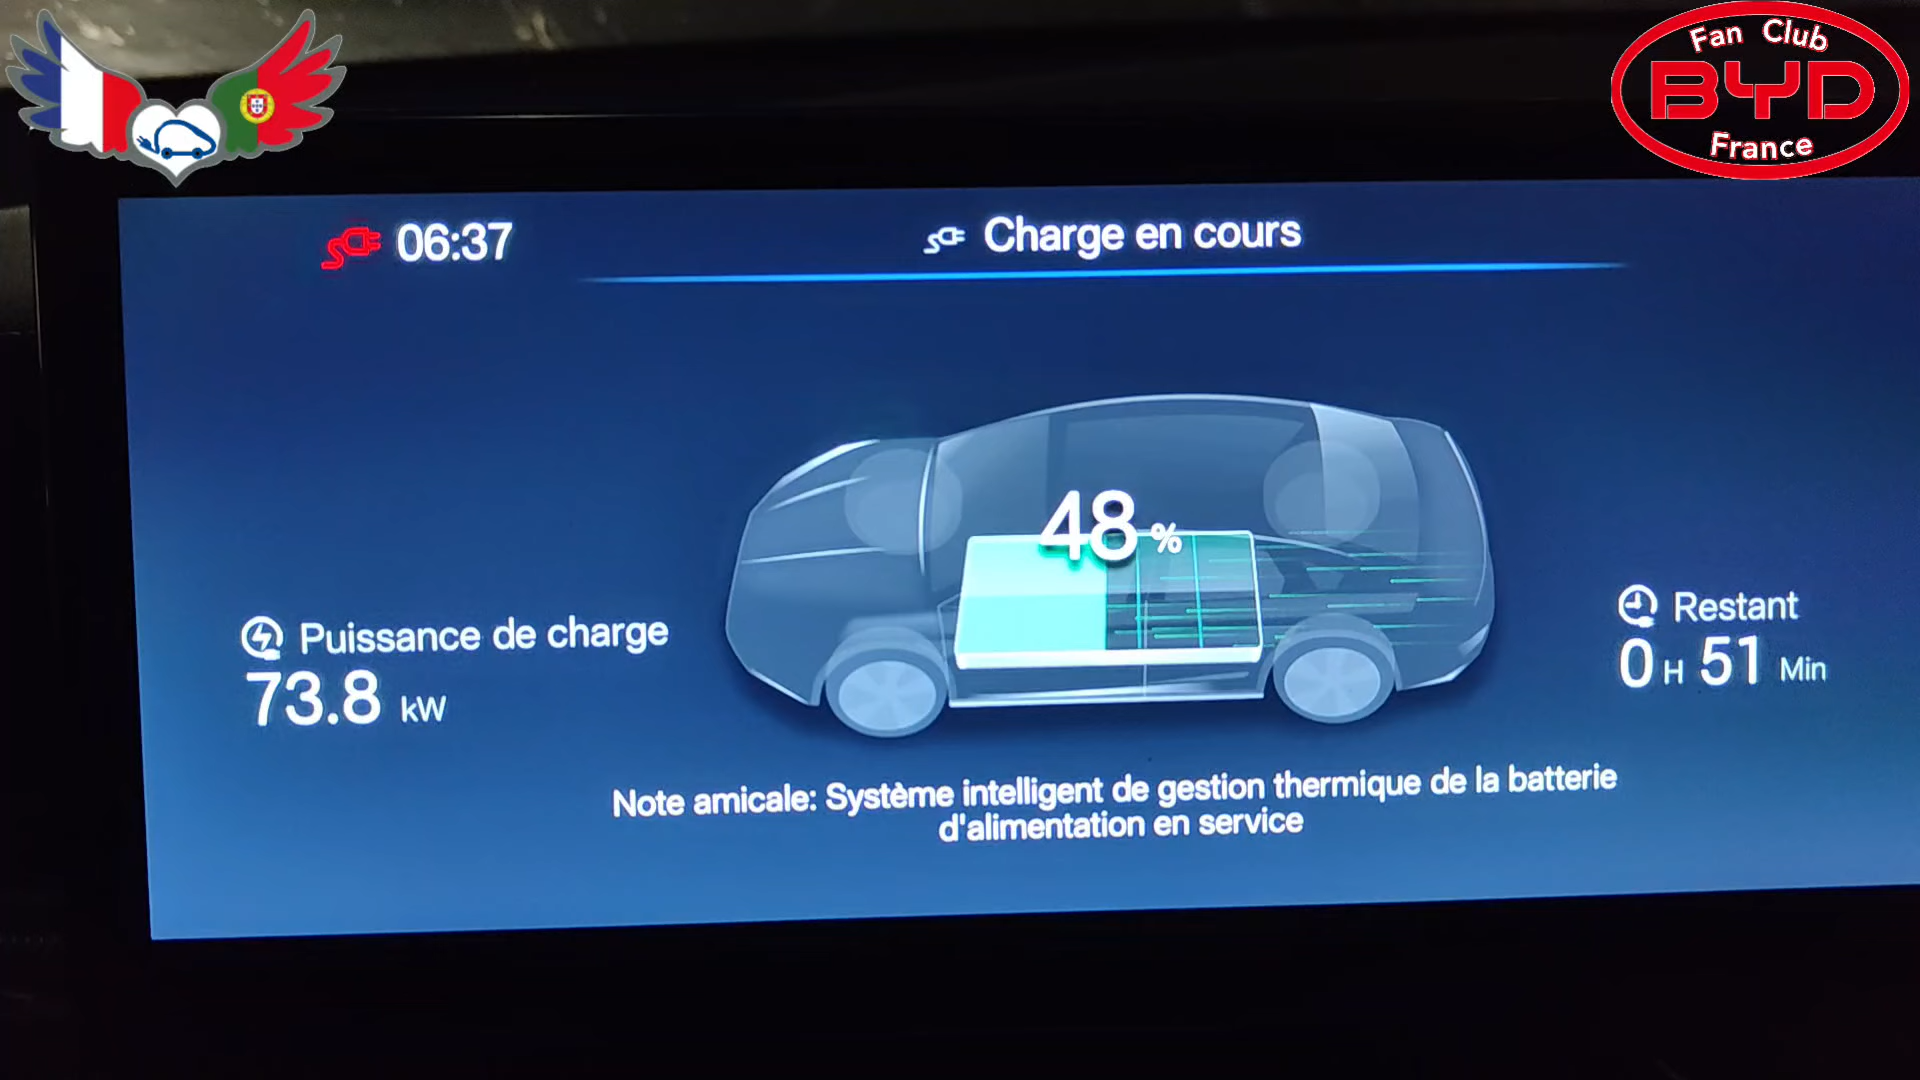 Fan Club
BYD
France
06:37
Charge en cours
48 %
Puissance de charge
73.8 kW
Restant
0 H 51 Min
Note amicale: Système intelligent de gestion thermique de la batterie
d'alimentation en service